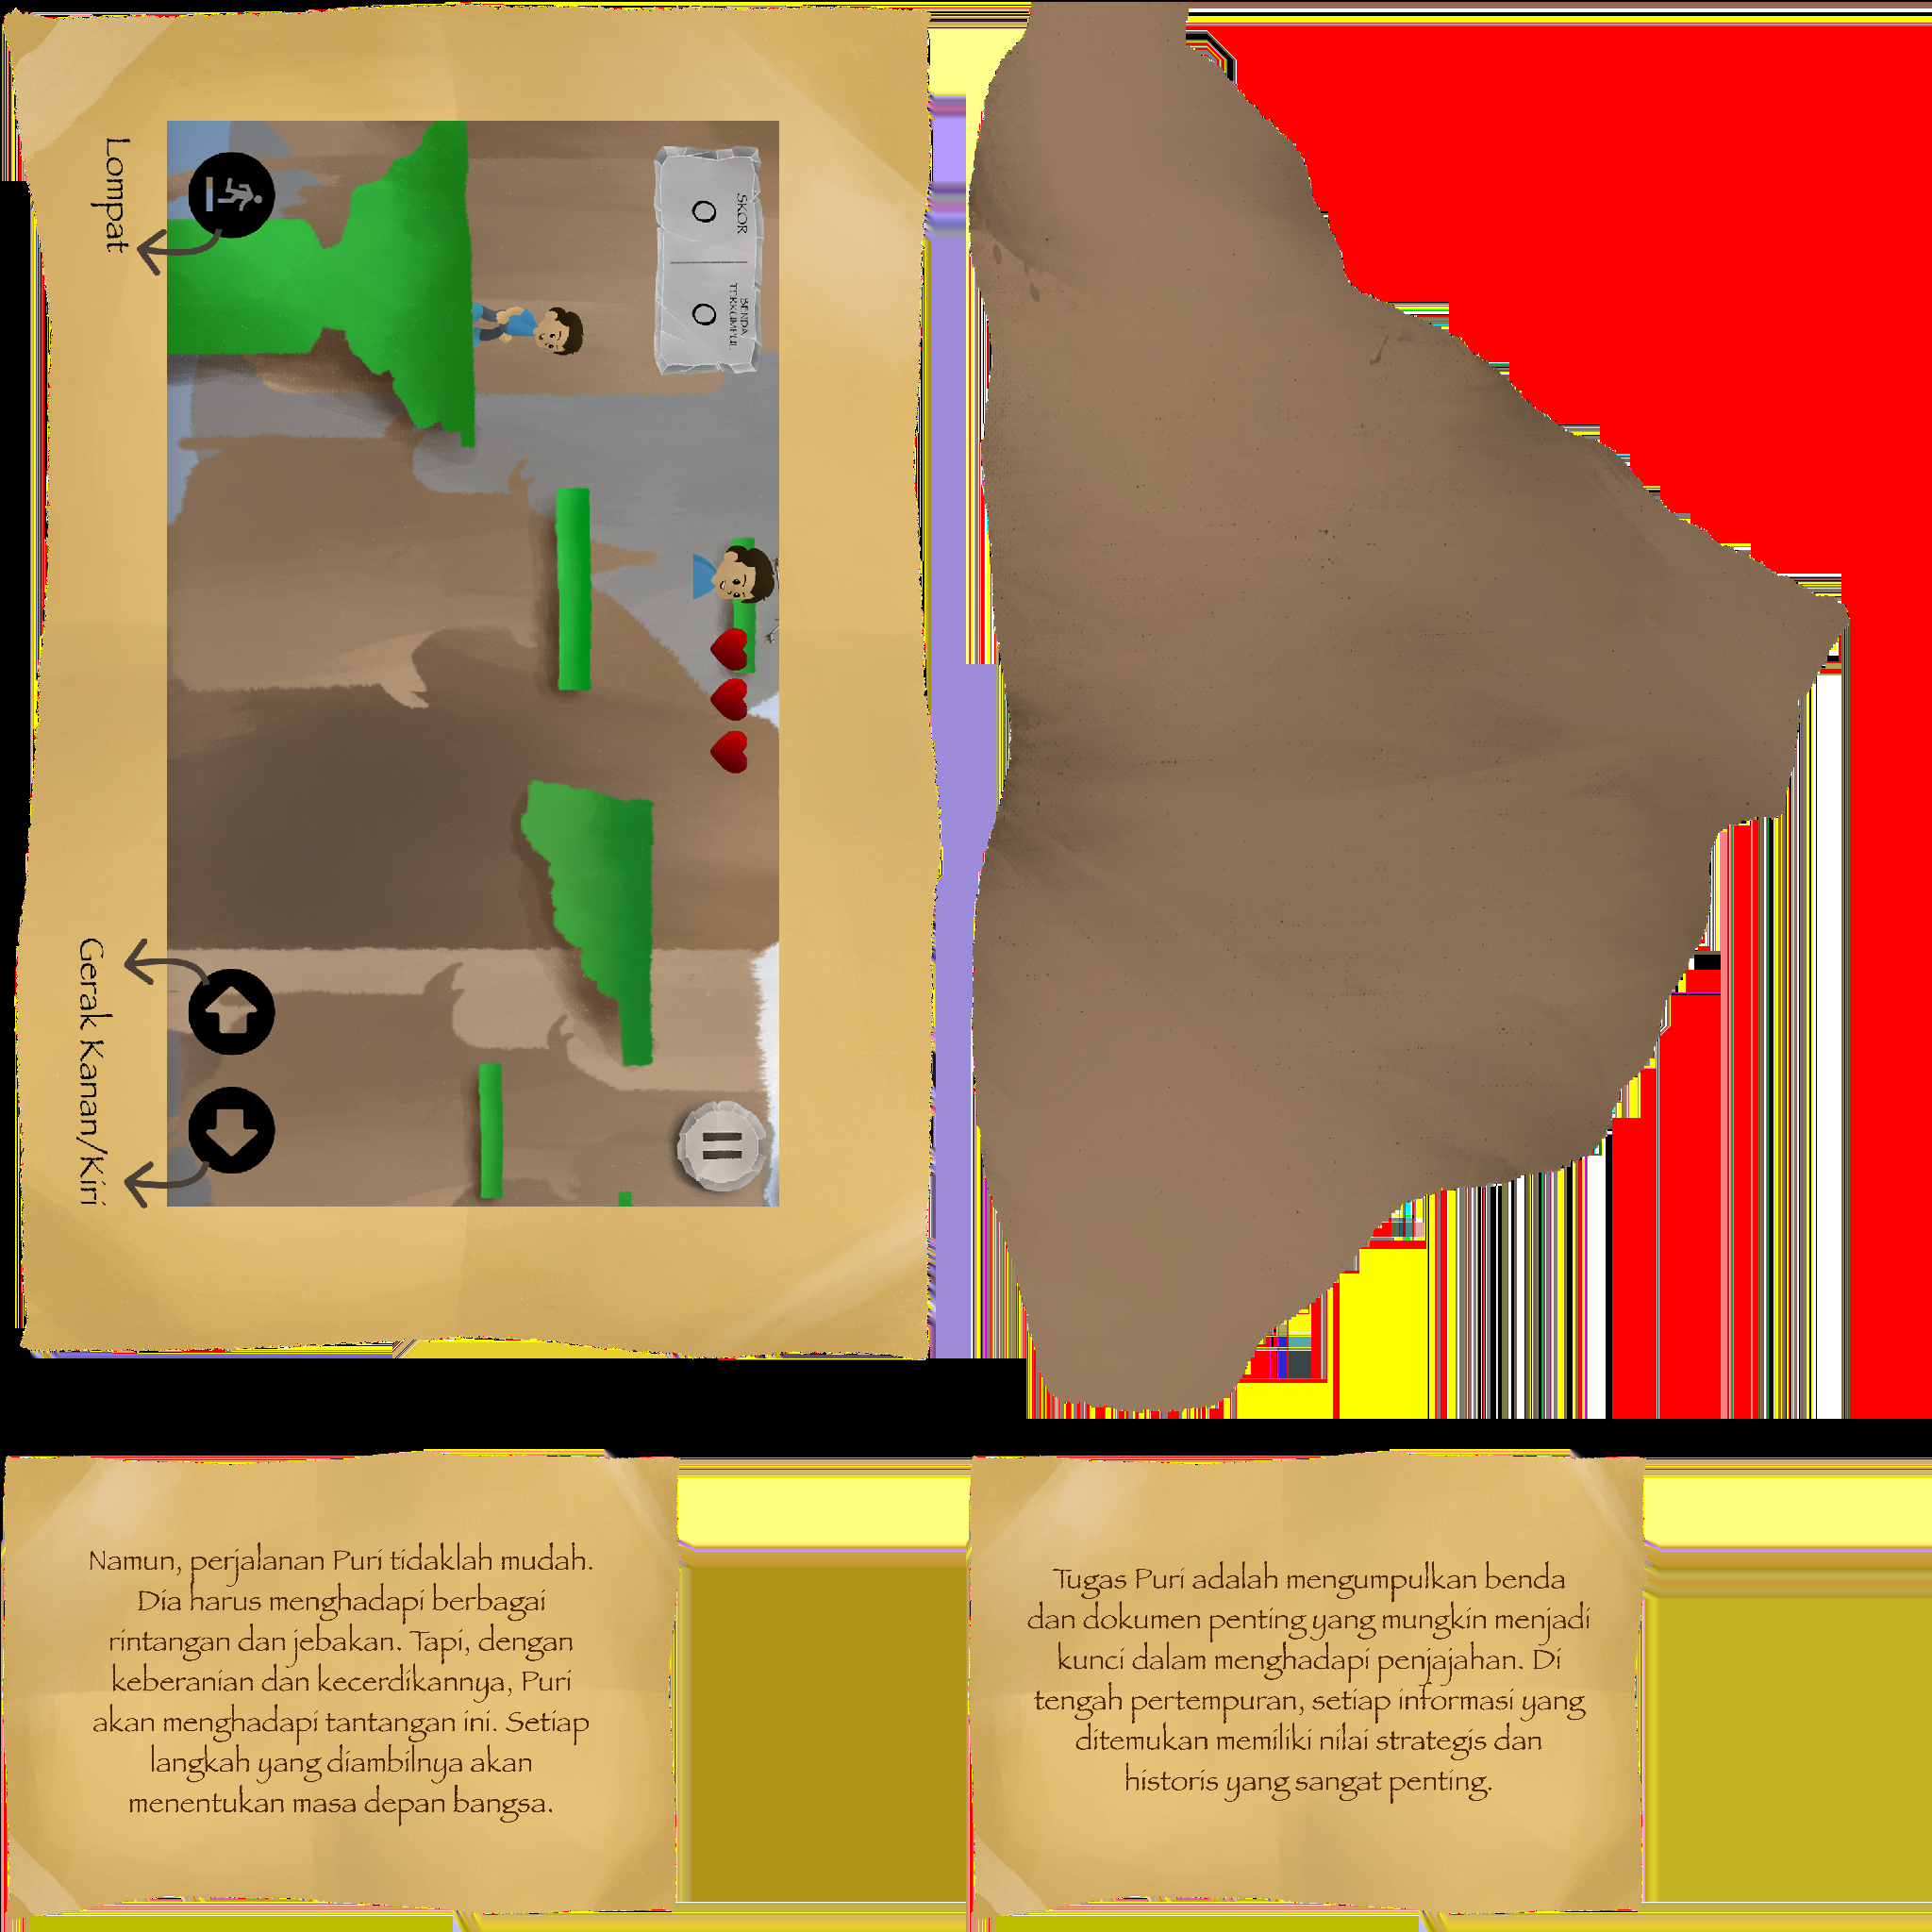 SKOR
0
BENDA
TERKUMPUL
0
Lompat
Gerak Kanan/Kiri
Namun, perjalanan Puri tidaklah mudah.
Dia harus menghadapi berbagai
rintangan dan jebakan. Tapi, dengan
keberanian dan kecerdikannya, Puri
akan menghadapi tantangan ini. Setiap
langkah yang diambilnya akan
menentukan masa depan bangsa.
Tugas Puri adalah mengumpulkan benda
dan dokumen penting yang mungkin menjadi
kunci dalam menghadapi penjajahan. Di
tengah pertempuran, setiap informasi yang
ditemukan memiliki nilai strategis dan
historis yang sangat penting.